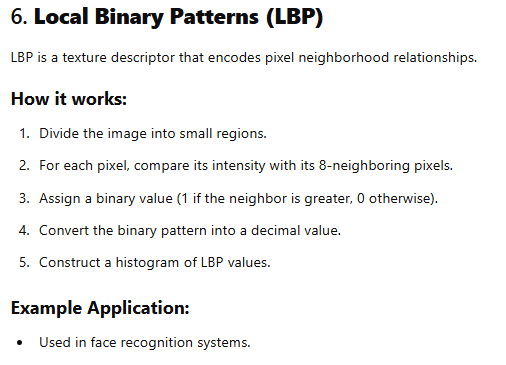 6. Local Binary Patterns (LBP)
LBP is a texture descriptor that encodes pixel neighborhood relationships.
How it works:
1. Divide the image into small regions.
2. For each pixel, compare its intensity with its 8-neighboring pixels.
3. Assign a binary value (1 if the neighbor is greater, 0 otherwise).
4. Convert the binary pattern into a decimal value.
5. Construct a histogram of LBP values.
Example Application:
• Used in face recognition systems.